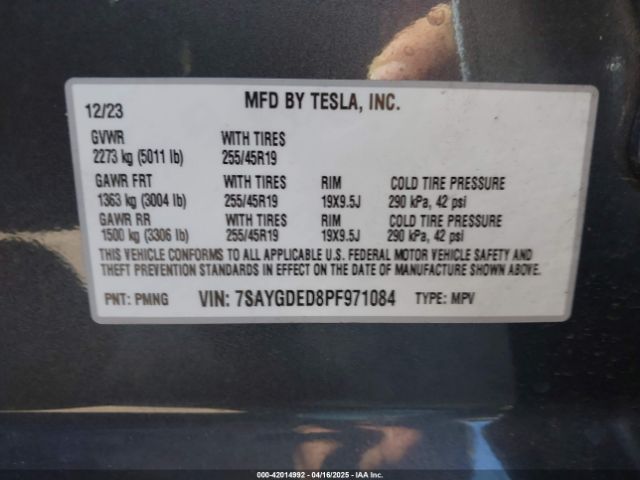 12/23 MFD BY TESLA, INC.
GVWR WITH TIRES
2273 kg (5011 lb) 255/45R19
GAWR FRT WITH TIRES RIM COLD TIRE PRESSURE
1363 kg (3004 lb) 255/45R19 19X9.5J 290 kPa, 42 psi
GAWR RR WITH TIRES RIM COLD TIRE PRESSURE
1500 kg (3306 lb) 255/45R19 19X9.5J 290 kPa, 42 psi
THIS VEHICLE CONFORMS TO ALL APPLICABLE U.S. FEDERAL MOTOR VEHICLE SAFETY AND
THEFT PREVENTION STANDARDS IN EFFECT ON THE DATE OF MANUFACTURE SHOWN ABOVE.
PNT: PMNG VIN: 7SAYGDED8PF971084 TYPE: MPV
000-42014992 - 04/16/2025 - IAA Inc.